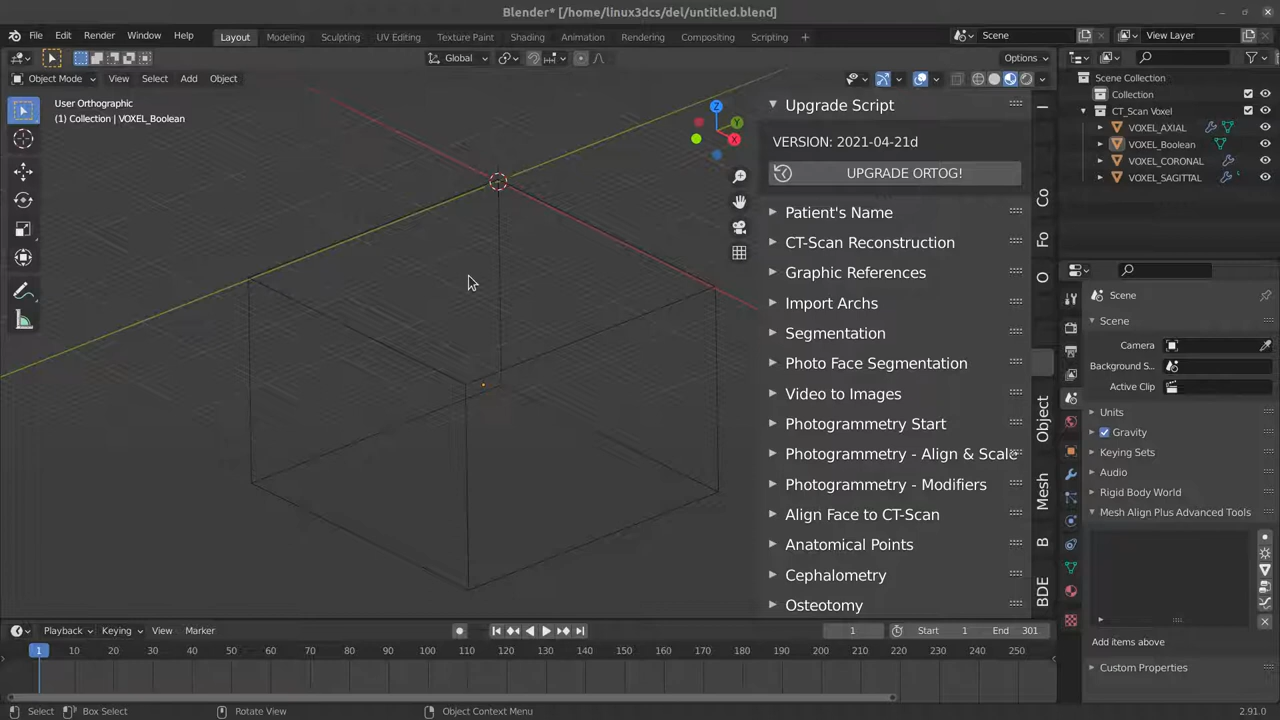 Blender* [/home/linux3dcs/del/untitled.blend]
File Edit Render Window Help Layout Modeling Sculpting UV Editing Texture Paint Shading Animation Rendering Compositing Scripting Scene View Layer
Global Options
Object Mode View Select Add Object
User Orthographic
(1) Collection | VOXEL_Boolean
Z
Y
X
Upgrade Script
VERSION: 2021-04-21d
UPGRADE ORTOG!
Patient's Name
CT-Scan Reconstruction
Graphic References
Import Archs
Segmentation
Photo Face Segmentation
Video to Images
Photogrammetry Start
Photogrammetry - Align & Scale
Photogrammetry - Modifiers
Align Face to CT-Scan
Anatomical Points
Cephalometry
Osteotomy
I
Co
Fo
O
Object
Mesh
B
BDE
Scene Collection
Collection
CT_Scan Voxel
VOXEL_AXIAL
VOXEL_Boolean
VOXEL_CORONAL
VOXEL_SAGITTAL
Scene
Scene
Camera
Background S...
Active Clip
Units
Gravity
Keying Sets
Audio
Rigid Body World
Mesh Align Plus Advanced Tools
Add items above
Custom Properties
Playback Keying View Marker 1 Start 1 End 301
1 10 20 30 40 50 60 70 80 90 100 110 120 130 140 150 160 170 180 190 200 210 220 230 240 250
Select Box Select Rotate View Object Context Menu 2.91.0